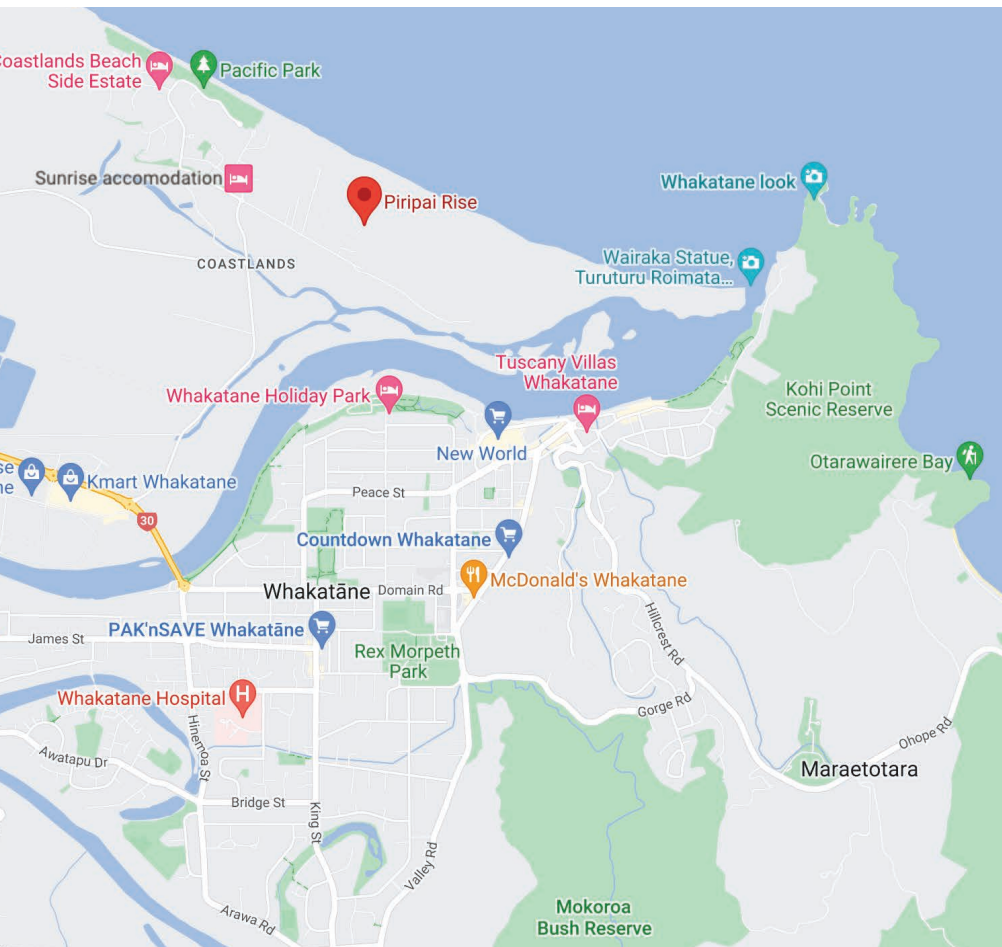 Coastlands Beach
Side Estate
Pacific Park
Sunrise accomodation
Piripai Rise
Whakatane look
COASTLANDS
Wairaka Statue,
Turuturu Roimata...
Tuscany Villas
Whakatane
Whakatane Holiday Park
Kohi Point
Scenic Reserve
New World
Otarawairere Bay
Kmart Whakatane
Peace St
30
Countdown Whakatane
Whakatāne
Domain Rd
McDonald's Whakatane
PAK'nSAVE Whakatāne
James St
Rex Morpeth
Park
Hillcrest Rd
Whakatane Hospital
H
Gorge Rd
Hinemoa St
Ohope Rd
Awatapu Dr
Maraetotara
Bridge St
King St
Valley Rd
Arawa Rd
Mokoroa
Bush Reserve